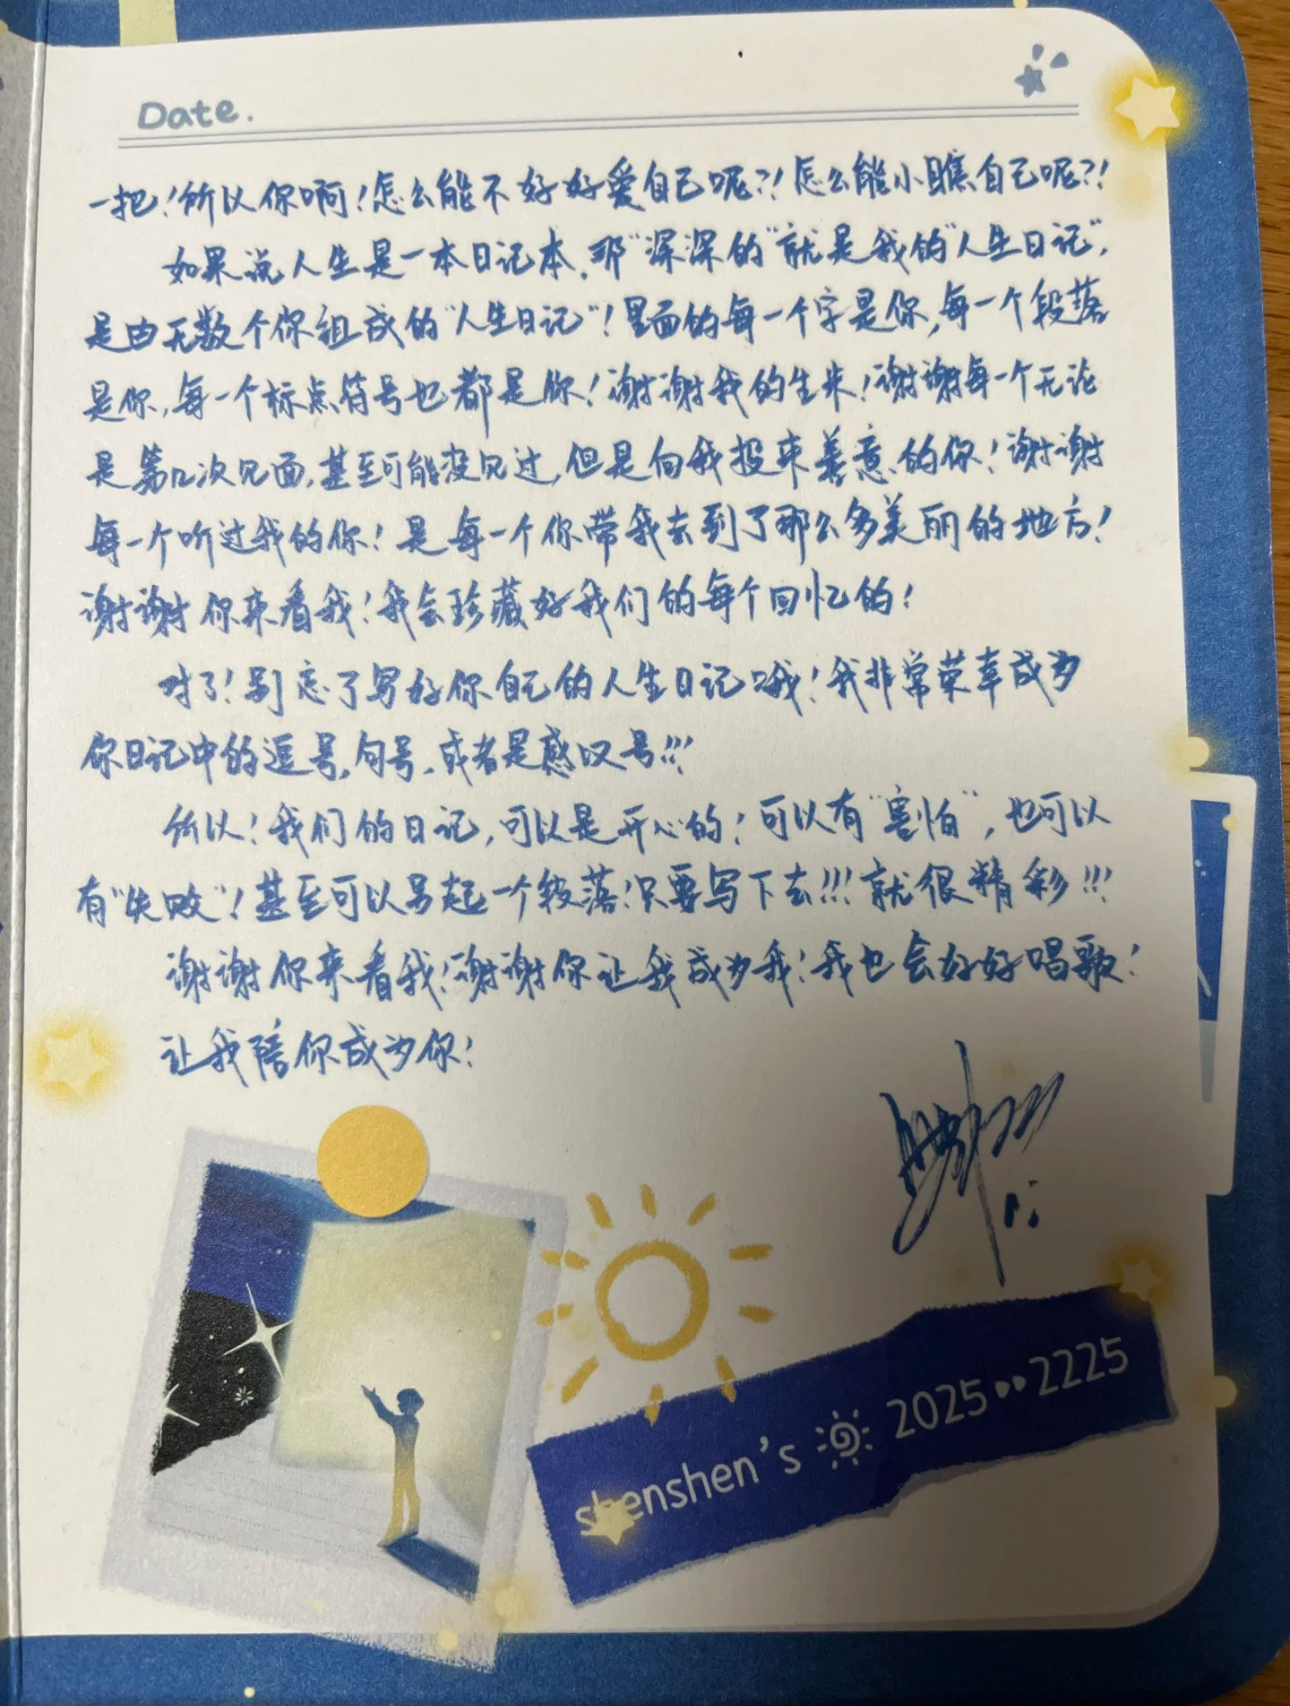 Date.
一把！所以你啊！怎么能不好好爱自己呢？！怎么能小瞧自己呢？！
如果说人生是一本日记本，那“深深的”就是我的“人生日记”，
是由无数个你组成的“人生日记”！里面的每一个字是你，每一个段落
是你，每一个标点符号也都是你！谢谢我的生米！谢谢每一个无论
是第几次见面，甚至可能没见过，但是向我投来善意的你！谢谢
每一个听过我的你！是每一个你带我去到了那么多美丽的地方！
谢谢你来看我！我会珍藏好我们的每个回忆的！
对了！别忘了写好你自己的人生日记哦！我非常荣幸成为
你日记中的逗号，句号，或者是感叹号！！！
所以！我们的日记，可以是开心的！可以有“害怕”，也可以
有“失败”！甚至可以另起一个段落！只要写下去！！！就很精彩！！！
谢谢你来看我！谢谢你让我成为我！我也会好好唱歌！
让我陪你成为你！
shenshen's 2025••2225